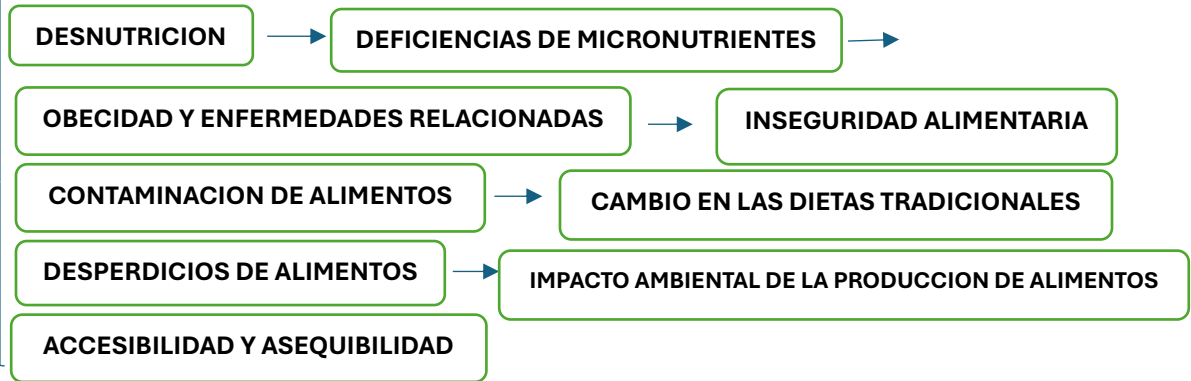 DESNUTRICION
DEFICIENCIAS DE MICRONUTRIENTES
OBECIDAD Y ENFERMEDADES RELACIONADAS
INSEGURIDAD ALIMENTARIA
CONTAMINACION DE ALIMENTOS
CAMBIO EN LAS DIETAS TRADICIONALES
DESPERDICIOS DE ALIMENTOS
IMPACTO AMBIENTAL DE LA PRODUCCION DE ALIMENTOS
ACCESIBILIDAD Y ASEQUIBILIDAD